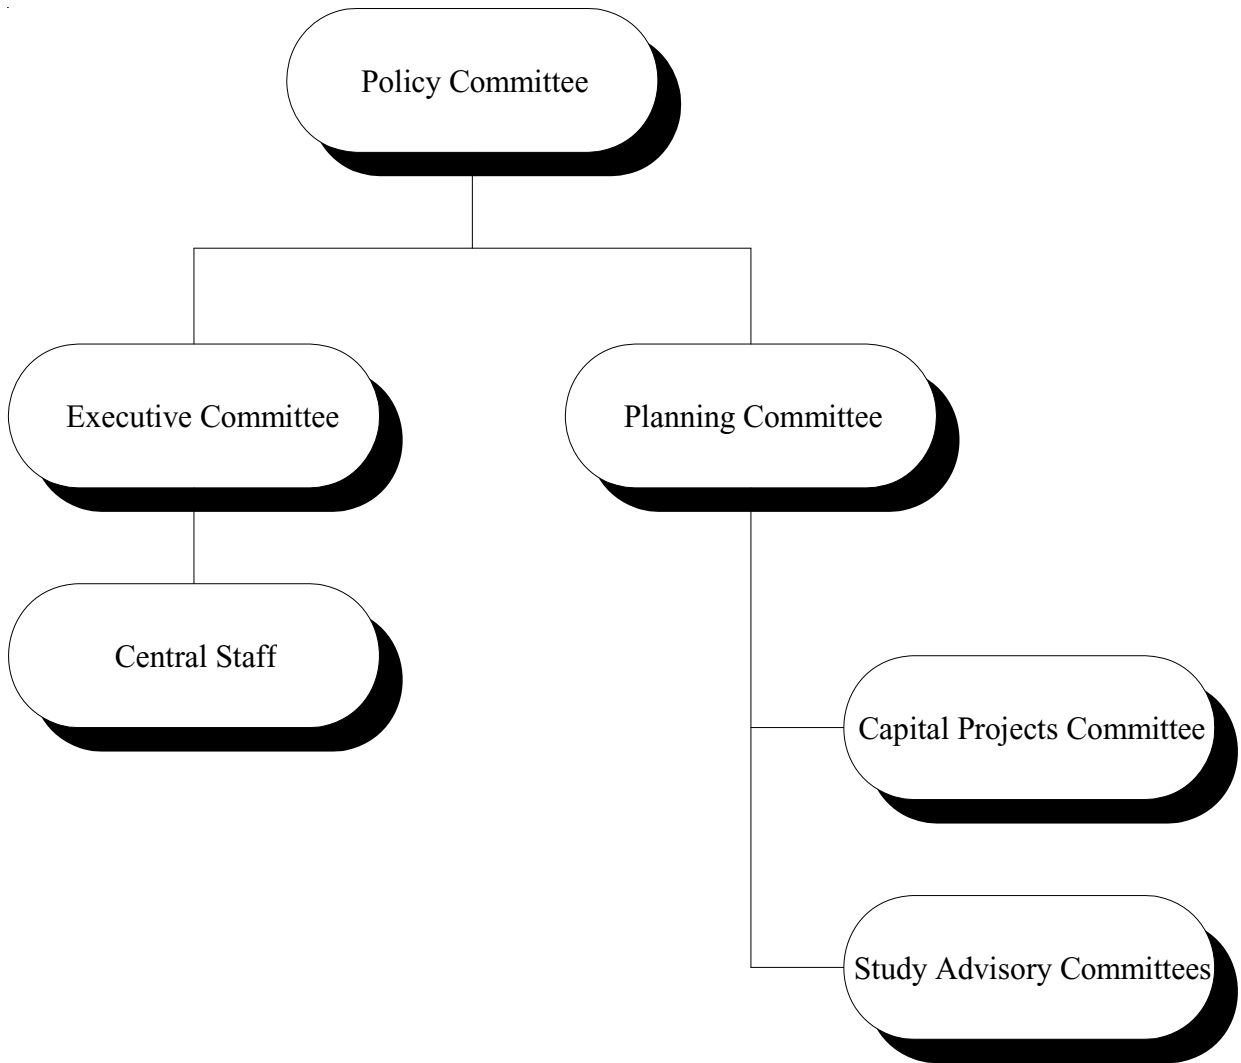 Policy Committee
Executive Committee
Planning Committee
Central Staff
Capital Projects Committee
Study Advisory Committees